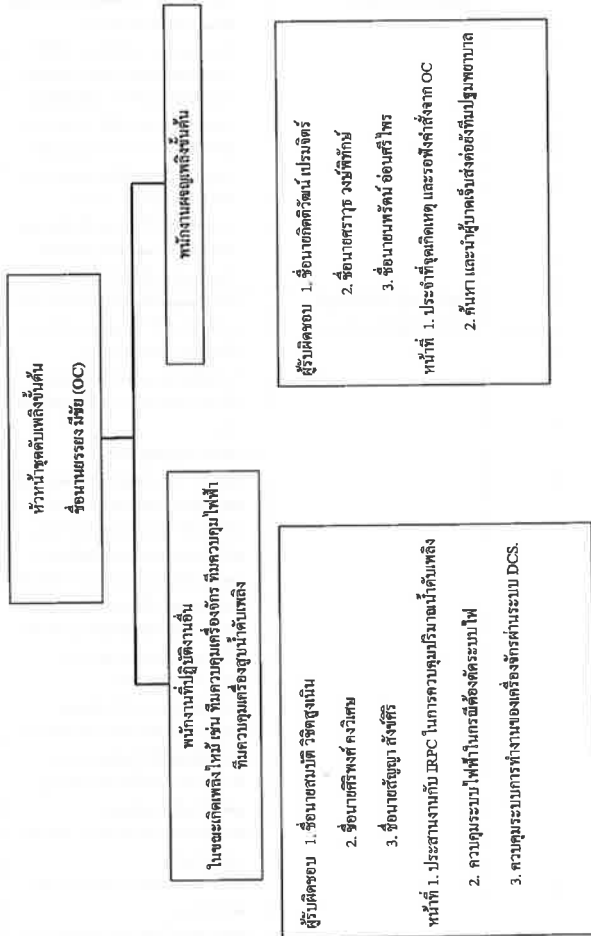 หัวหน้าชุดดับเพลิงขั้นต้น
ชื่อนายรรยอง มีชัย (OC)
พนักงานที่ปฏิบัติงานอื่น
ในขณะเกิดเพลิงไหม้ เช่น ทีมควบคุมเครื่องจักร ทีมควบคุมไฟฟ้า
ทีมควบคุมเครื่องสูบน้ำดับเพลิง
พนักงานผจญเพลิงขั้นต้น
ผู้รับผิดชอบ 1. ชื่อนายสมบัติ วิชิตสูงเนิน
2. ชื่อนายศิริพงศ์ คงวิเศษ
3. ชื่อนายสัญญา สังข์ศิริ
หน้าที่ 1. ประสานงานกับ IRPC ในการควบคุมปริมาณน้ำดับเพลิง
2. ควบคุมระบบไฟฟ้าในกรณีต้องตัดระบบไฟ
3. ควบคุมระบบการทำงานของเครื่องจักรผ่านระบบ DCS.
ผู้รับผิดชอบ 1. ชื่อนายกิตติวัฒน์ เปรมจิตร์
2. ชื่อนายศราวุธ วงษ์พิทักษ์
3. ชื่อนายนพรัตน์ อ่อนศรีไพร
หน้าที่ 1. ประจำที่จุดเกิดเหตุ และรอฟังคำสั่งจาก OC
2. ค้นหา และนำผู้บาดเจ็บส่งต่อยังทีมปฐมพยาบาล